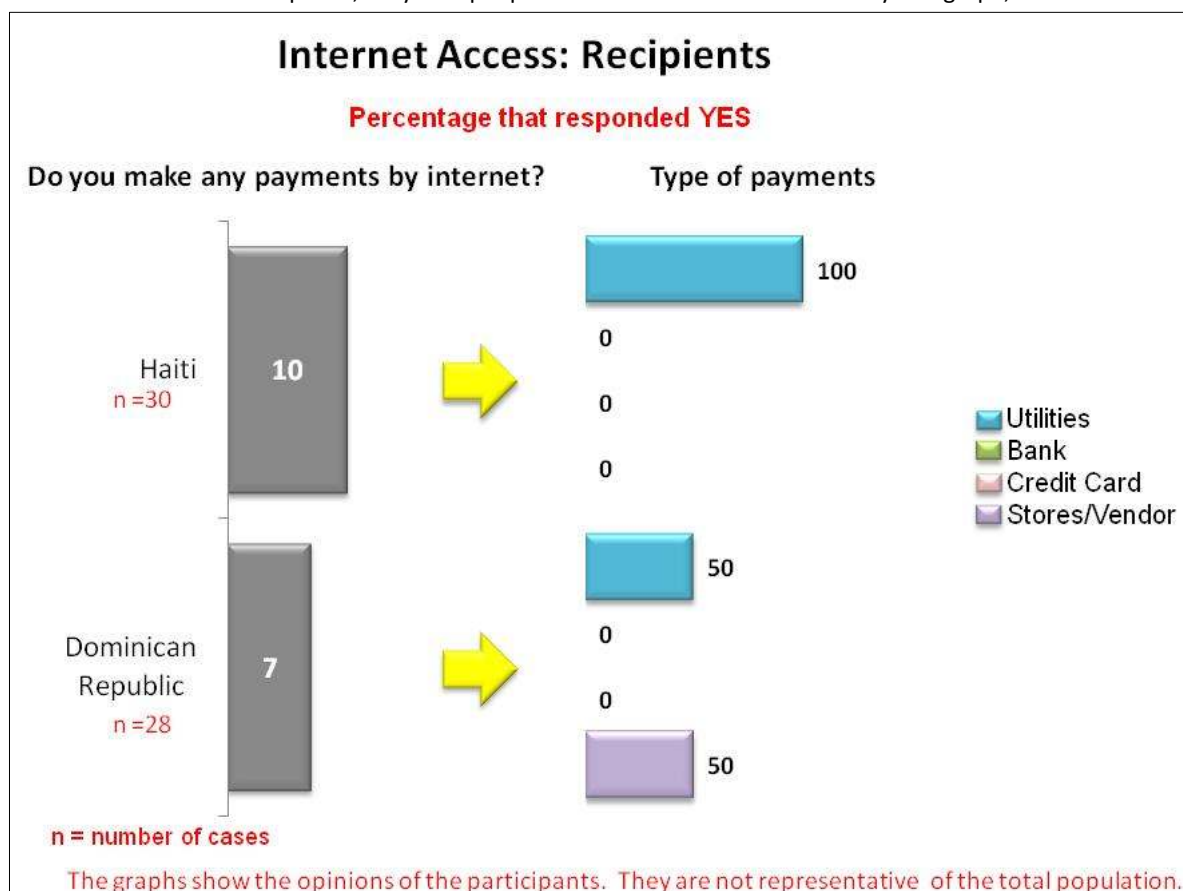 Internet Access: Recipients
Percentage that responded YES
Do you make any payments by internet?
Type of payments
Haiti
n =30
10
100
0
0
0
Dominican
Republic
n =28
7
50
0
0
50
Utilities
Bank
Credit Card
Stores/Vendor
n = number of cases
The graphs show the opinions of the participants. They are not representative of the total population.